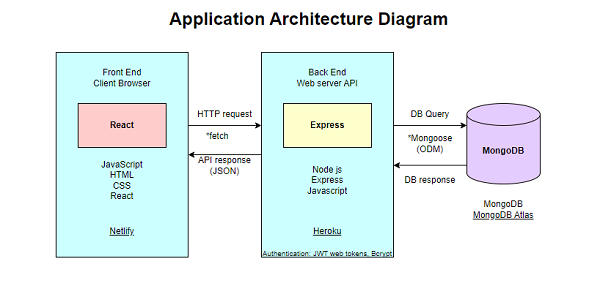 Application Architecture Diagram
Front End
Client Browser
React
JavaScript
HTML
CSS
React
Netlify
HTTP request
*fetch
API response
(JSON)
Back End
Web server API
Express
Node js
Express
Javascript
Heroku
Authentication: JWT web tokens, Bcrypt
DB Query
*Mongoose
(ODM)
DB response
MongoDB
MongoDB
MongoDB Atlas